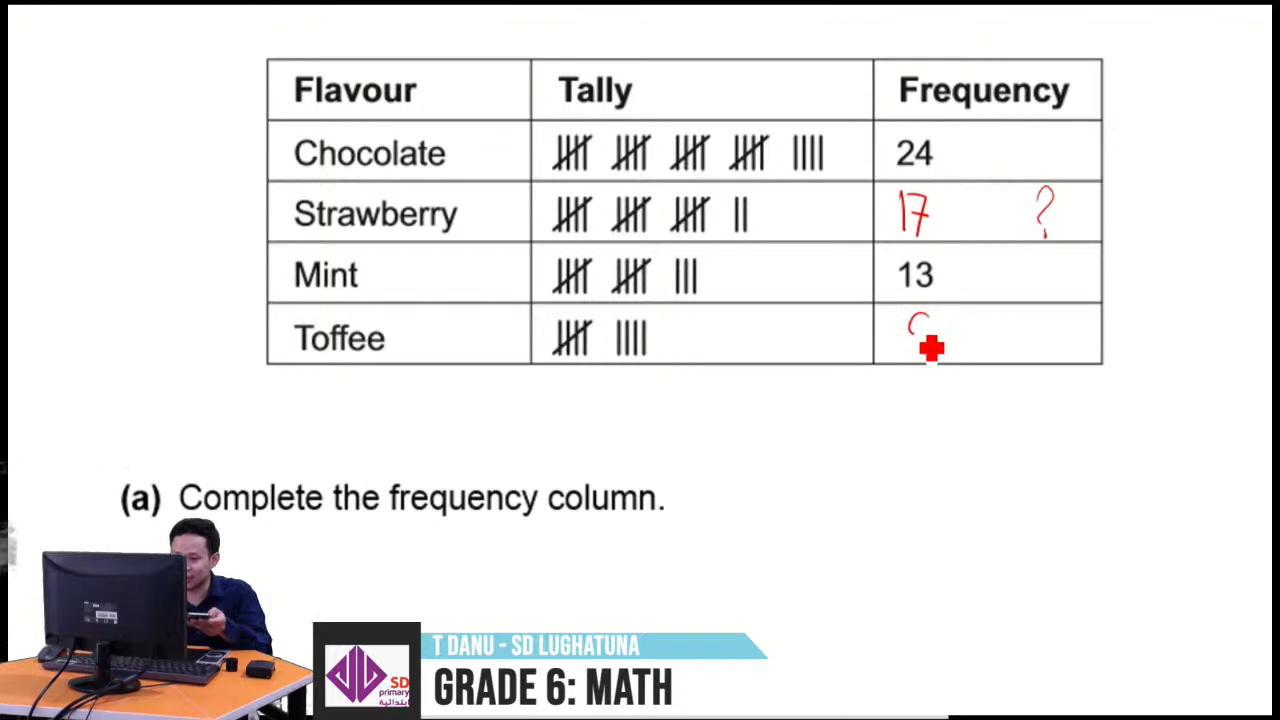 Flavour Tally Frequency
Chocolate 24
Strawberry 17 ?
Mint 13
Toffee
(a) Complete the frequency column.
T DANU - SD LUGHATUNA
SD
primary
ابتدائية
GRADE 6: MATH